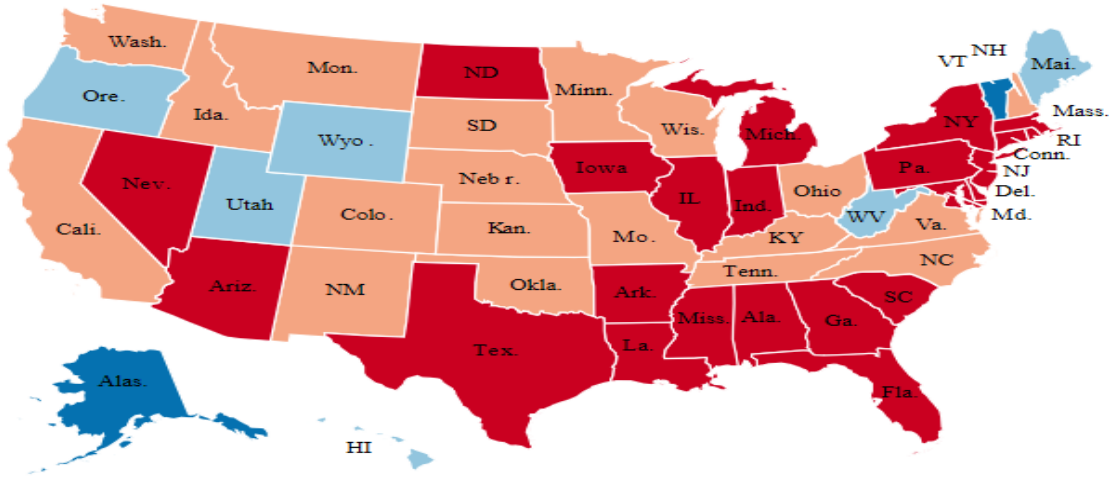 NH
VT
Wash.
Mai.
Mon.
ND
Minn.
Ore.
Ida.
Mass.
SD
Wis.
Mich.
NY
RI
Wyo .
Conn.
Iowa
Pa.
NJ
Nev.
Neb r.
Ohio
Del.
Utah
IL
Ind.
WV
Md.
Colo.
Cali.
Kan.
Mo.
KY
Va.
NC
Tenn.
Ariz.
NM
Okla.
Ark.
SC
Miss.
Ala.
Ga.
Tex.
La.
Alas.
Fla.
HI